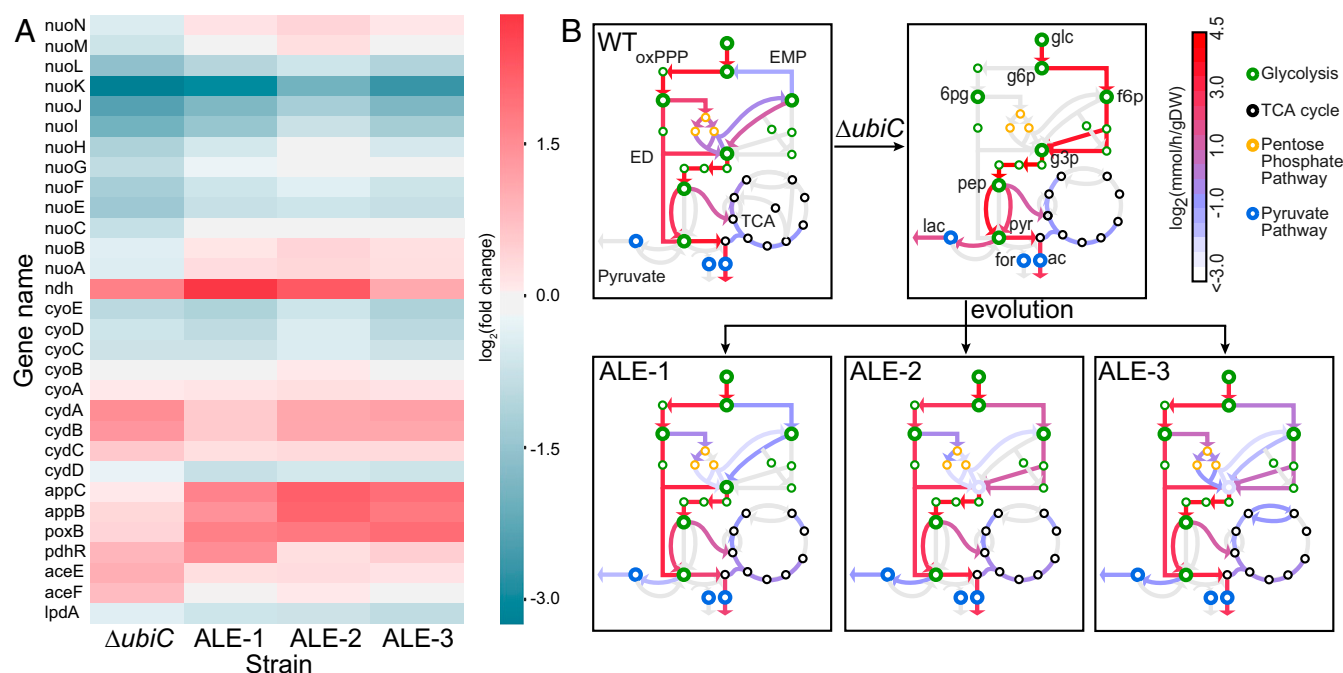 A
Gene name
nuoN
nuoM
nuoL
nuoK
nuoJ
nuoI
nuoH
nuoG
nuoF
nuoE
nuoC
nuoB
nuoA
ndh
cyoE
cyoD
cyoC
cyoB
cyoA
cydA
cydB
cydC
cydD
appC
appB
poxB
pdhR
aceE
aceF
lpdA
ΔubiC
ALE-1
ALE-2
ALE-3
Strain
log2(fold change)
1.5
0.0
-1.5
-3.0
B
WT
oxPPP
EMP
ED
TCA
Pyruvate
ΔubiC
glc
g6p
6pg
f6p
g3p
pep
lac
pyr
for
ac
evolution
ALE-1
ALE-2
ALE-3
log2(mmol/h/gDW)
4.5
3.0
1.0
-1.0
<-3.0
Glycolysis
TCA cycle
Pentose
Phosphate
Pathway
Pyruvate
Pathway